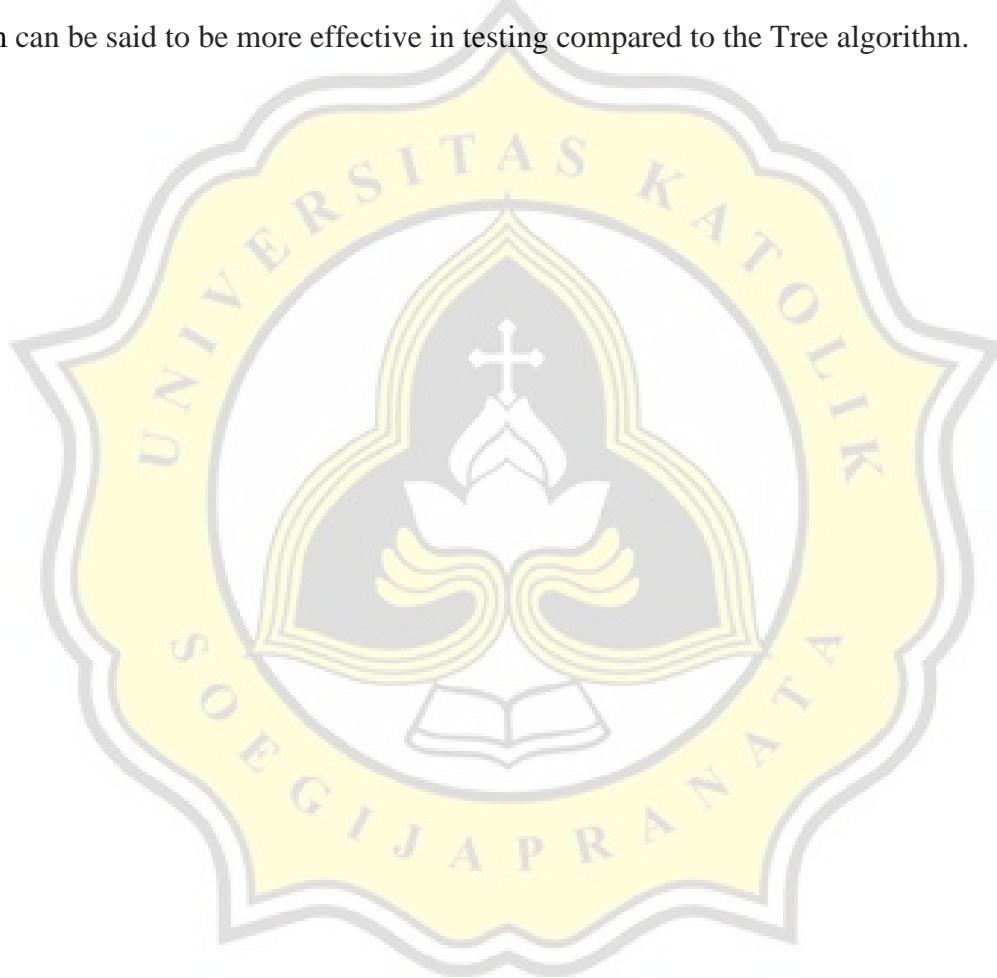 can be said to be more effective in testing compared to the Tree algorithm.
UNIVERSITAS KATOLIK
SOEGIJAPRANATA